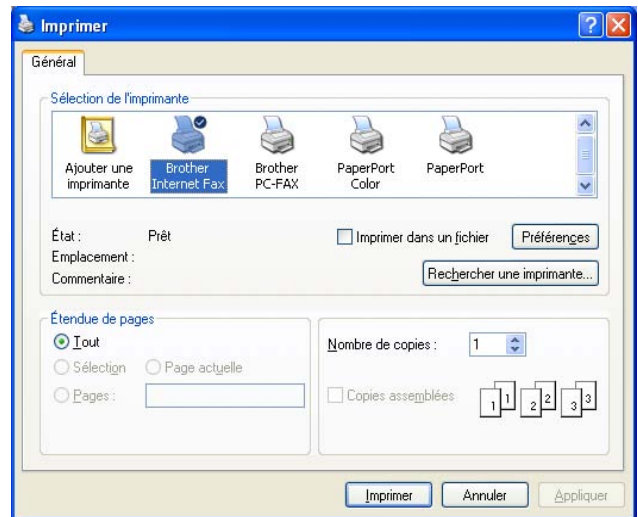 Imprimer
Général
Sélection de l'imprimante
Ajouter une imprimante
Brother Internet Fax
Brother PC-FAX
PaperPort Color
PaperPort
État : Prêt
Imprimer dans un fichier
Préférences
Emplacement :
Commentaire :
Rechercher une imprimante...
Étendue de pages
Tout
Sélection
Page actuelle
Pages :
Nombre de copies : 1
Copies assemblées
1 1 2 2 3 3
Imprimer
Annuler
Appliquer